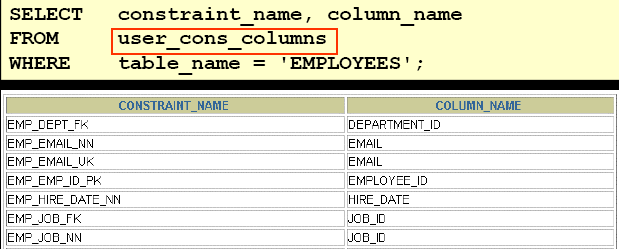 SELECT constraint_name, column_name
FROM user_cons_columns
WHERE table_name = 'EMPLOYEES';
CONSTRAINT_NAME COLUMN_NAME
EMP_DEPT_FK DEPARTMENT_ID
EMP_EMAIL_NN EMAIL
EMP_EMAIL_UK EMAIL
EMP_EMP_ID_PK EMPLOYEE_ID
EMP_HIRE_DATE_NN HIRE_DATE
EMP_JOB_FK JOB_ID
EMP_JOB_NN JOB_ID